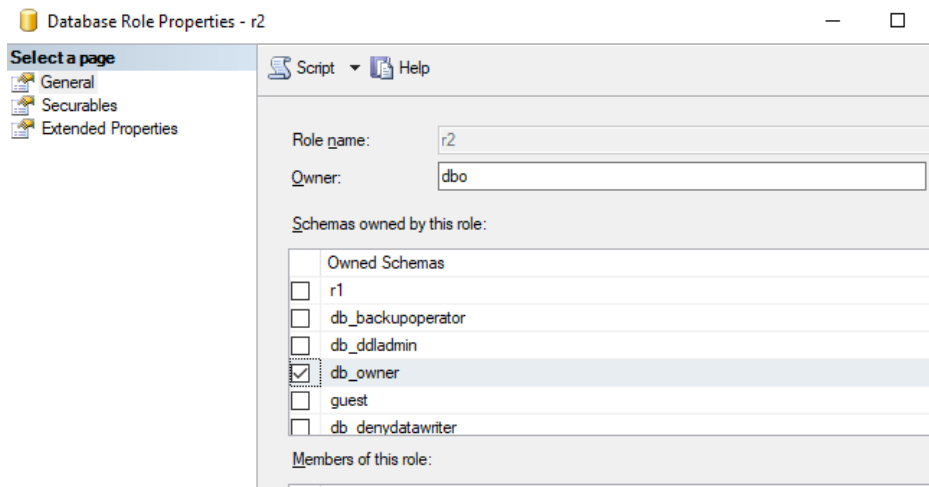 Database Role Properties - r2
Select a page
General
Securables
Extended Properties
Script
Help
Role name:
r2
Owner:
dbo
Schemas owned by this role:
Owned Schemas
r1
db_backupoperator
db_ddladmin
db_owner
guest
db_denydatawriter
Members of this role: